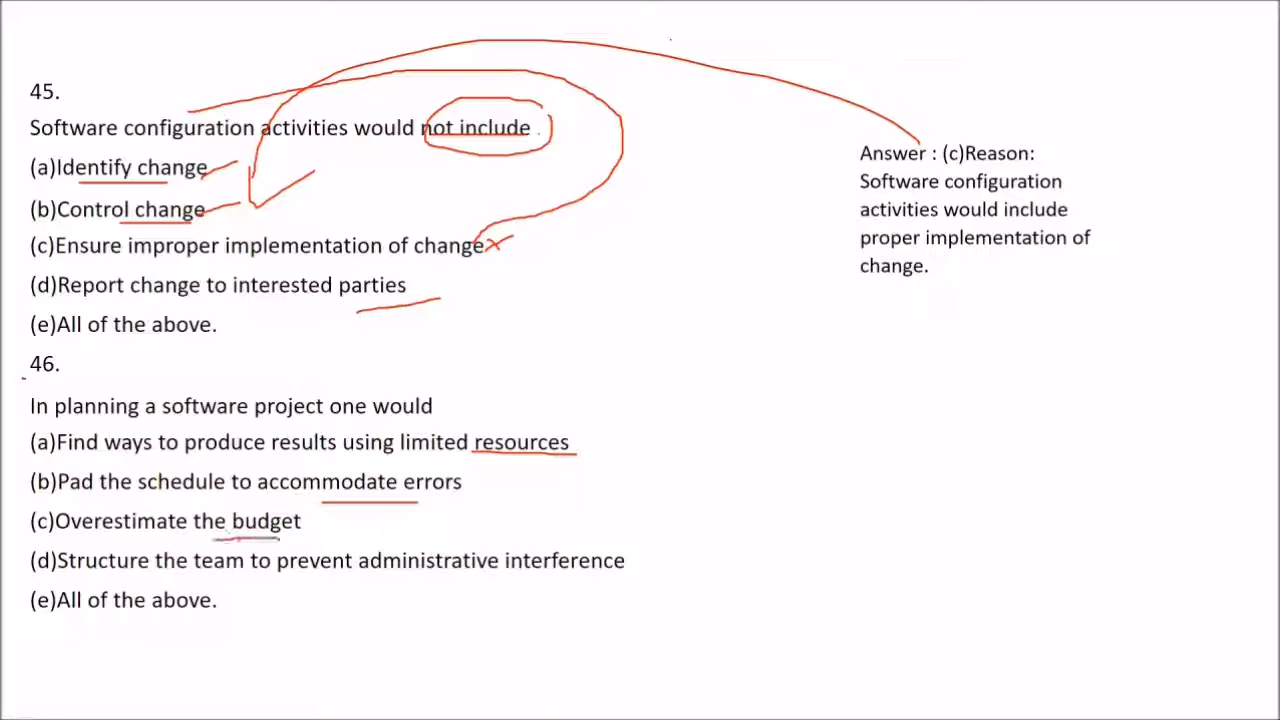 45.
Software configuration activities would not include .
(a)Identify change
(b)Control change
(c)Ensure improper implementation of change
(d)Report change to interested parties
(e)All of the above.
46.
In planning a software project one would
(a)Find ways to produce results using limited resources
(b)Pad the schedule to accommodate errors
(c)Overestimate the budget
(d)Structure the team to prevent administrative interference
(e)All of the above.
Answer : (c)Reason:
Software configuration
activities would include
proper implementation of
change.